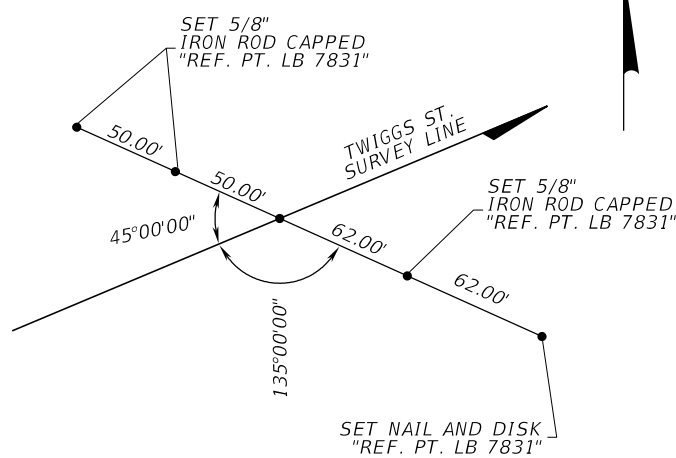 SET 5/8"
IRON ROD CAPPED
"REF. PT. LB 7831"
50.00'
50.00'
TWIGGS ST.
SURVEY LINE
SET 5/8"
IRON ROD CAPPED
"REF. PT. LB 7831"
45°00'00"
62.00'
62.00'
135°00'00"
SET NAIL AND DISK
"REF. PT. LB 7831"